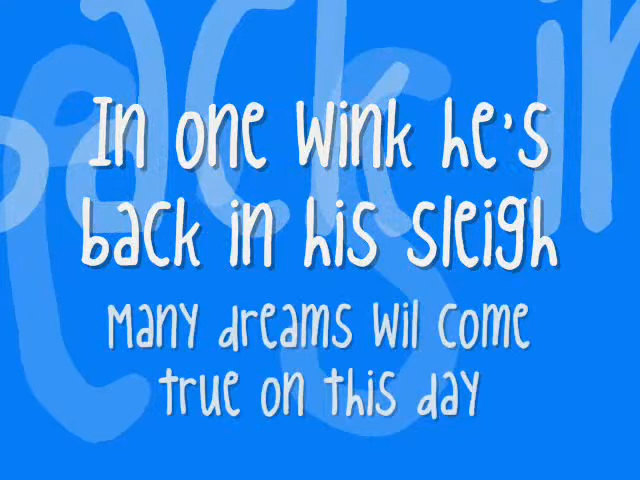 In one wink he's
back in his sleigh
Many dreams wil come
true on this day